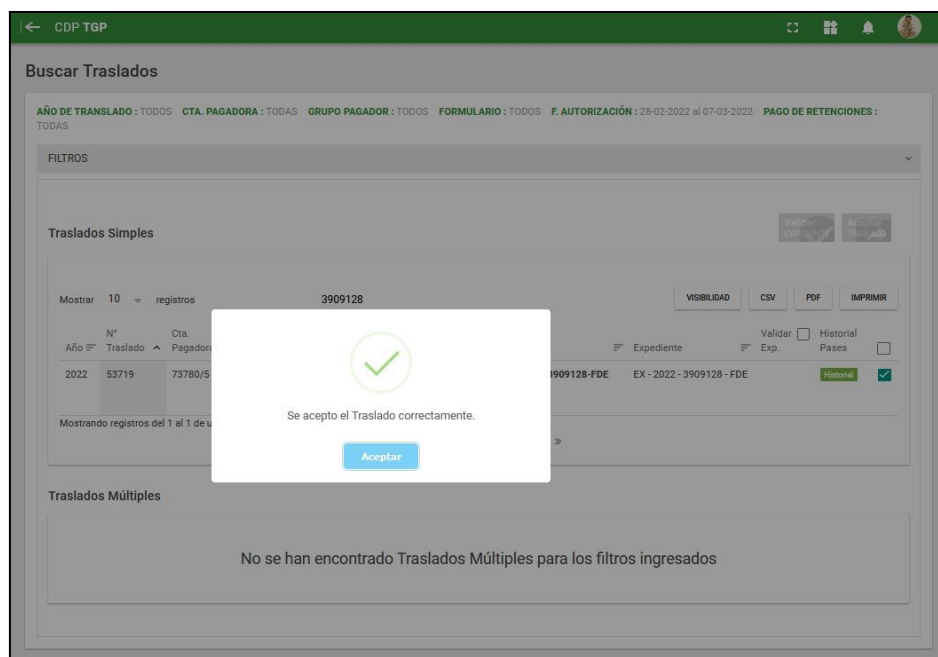 CDP TGP
Buscar Traslados
AÑO DE TRANSLADO : TODOS CTA. PAGADORA : TODAS GRUPO PAGADOR : TODOS FORMULARIO : TODOS F. AUTORIZACIÓN : 28-02-2022 al 07-03-2022 PAGO DE RETENCIONES :
TODAS
FILTROS
Traslados Simples
Validar
EXPEDIENTE
Aceptar
TRASLADO
Mostrar 10 registros 3909128 VISIBILIDAD CSV PDF IMPRIMIR
Año N° Traslado Cta. Pagadora Expediente Validar Exp. Historial Pases
2022 53719 73780/5 3909128-FDE EX - 2022 - 3909128 - FDE Historial
Mostrando registros del 1 al 1 de u
»
Se acepto el Traslado correctamente.
Aceptar
Traslados Múltiples
No se han encontrado Traslados Múltiples para los filtros ingresados